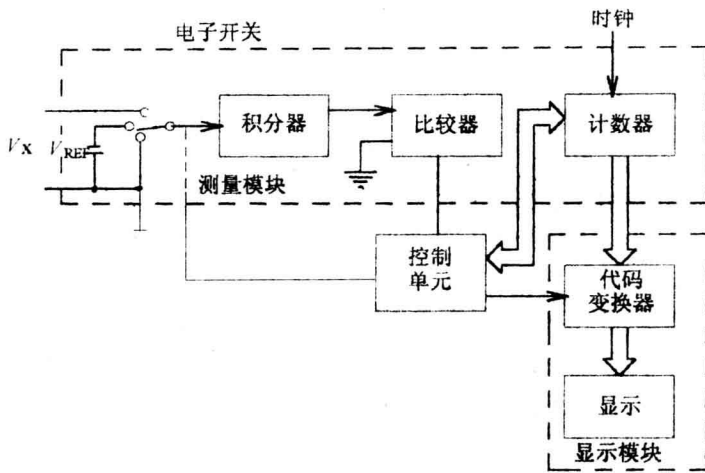 电子开关
时钟
积分器
比较器
计数器
Vx
VREF
测量模块
控制
单元
代码
变换器
显示
显示模块